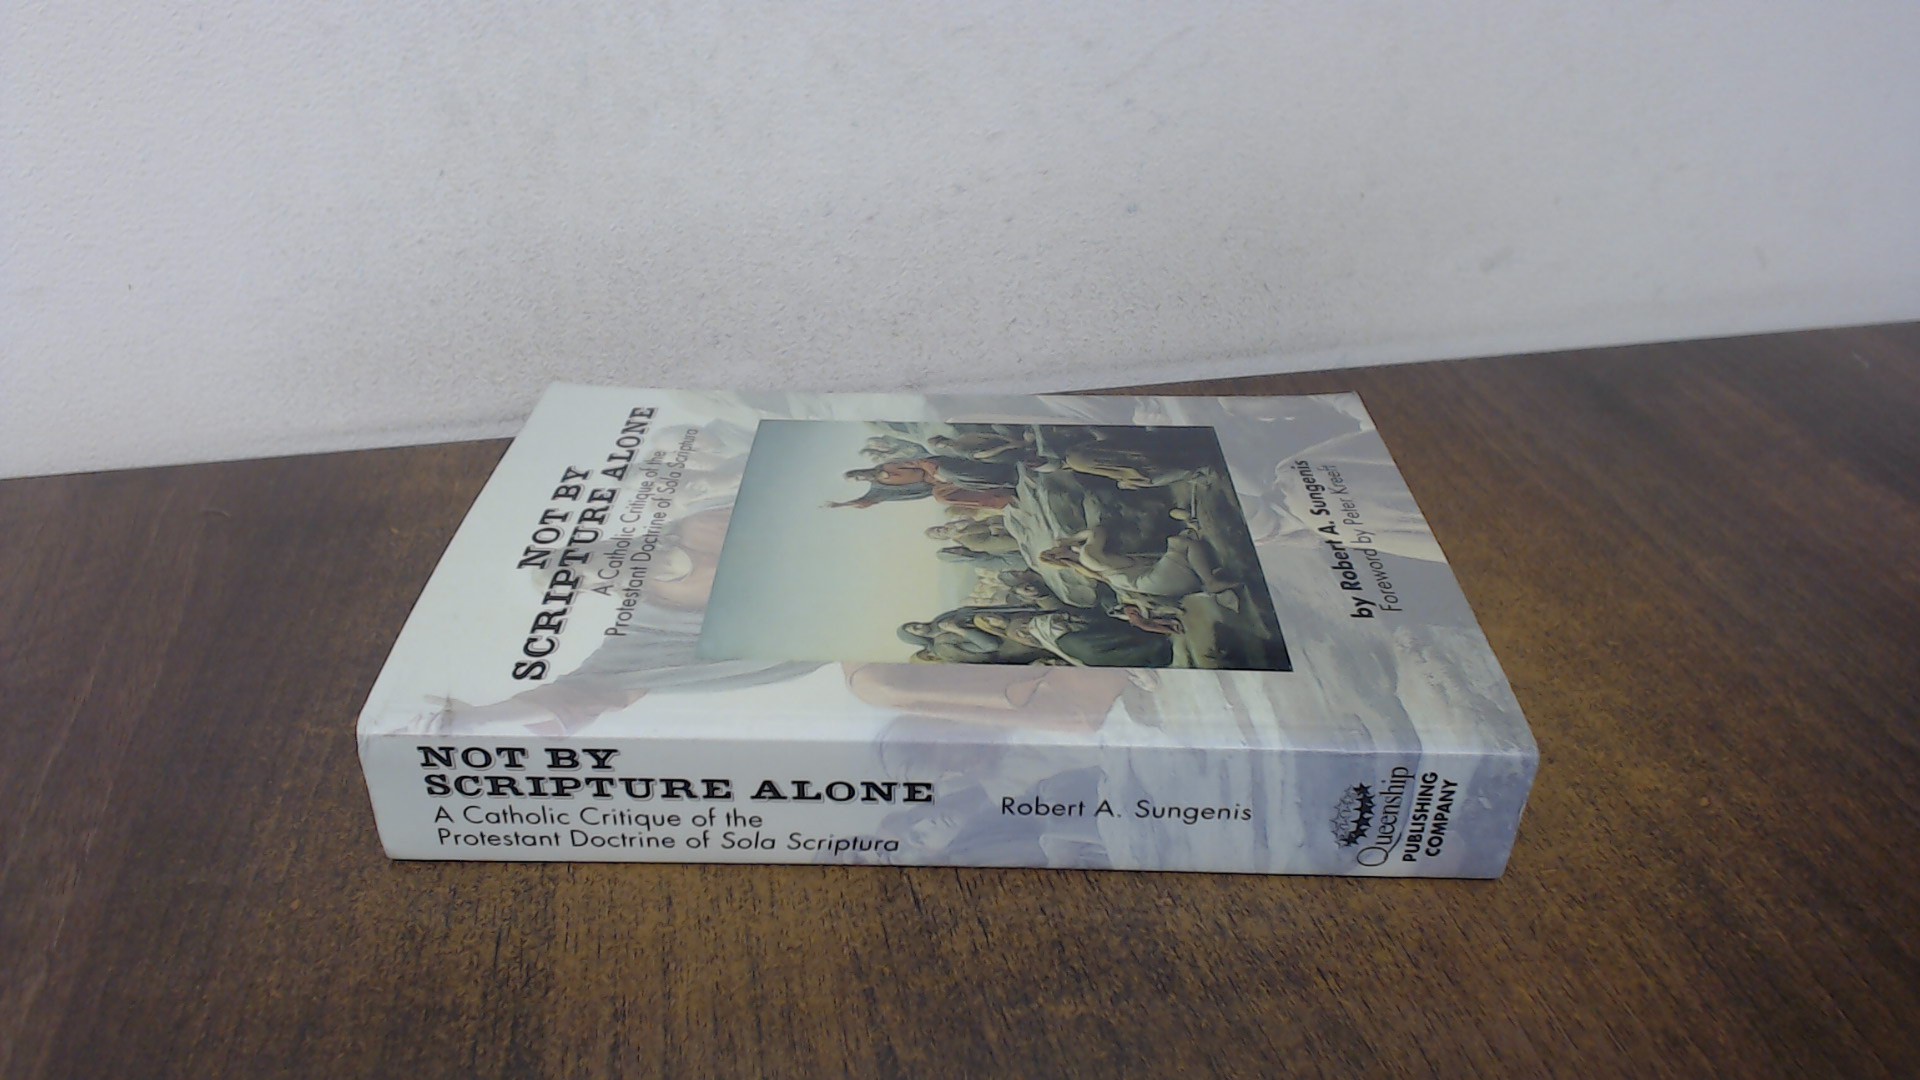 NOT BY
SCRIPTURE ALONE
A Catholic Critique of the
Protestant Doctrine of Sola Scriptura
by Robert A. Sungenis
Foreword by Peter Kreeft
NOT BY
SCRIPTURE ALONE
A Catholic Critique of the
Protestant Doctrine of Sola Scriptura
Robert A. Sungenis
Queenship
PUBLISHING
COMPANY